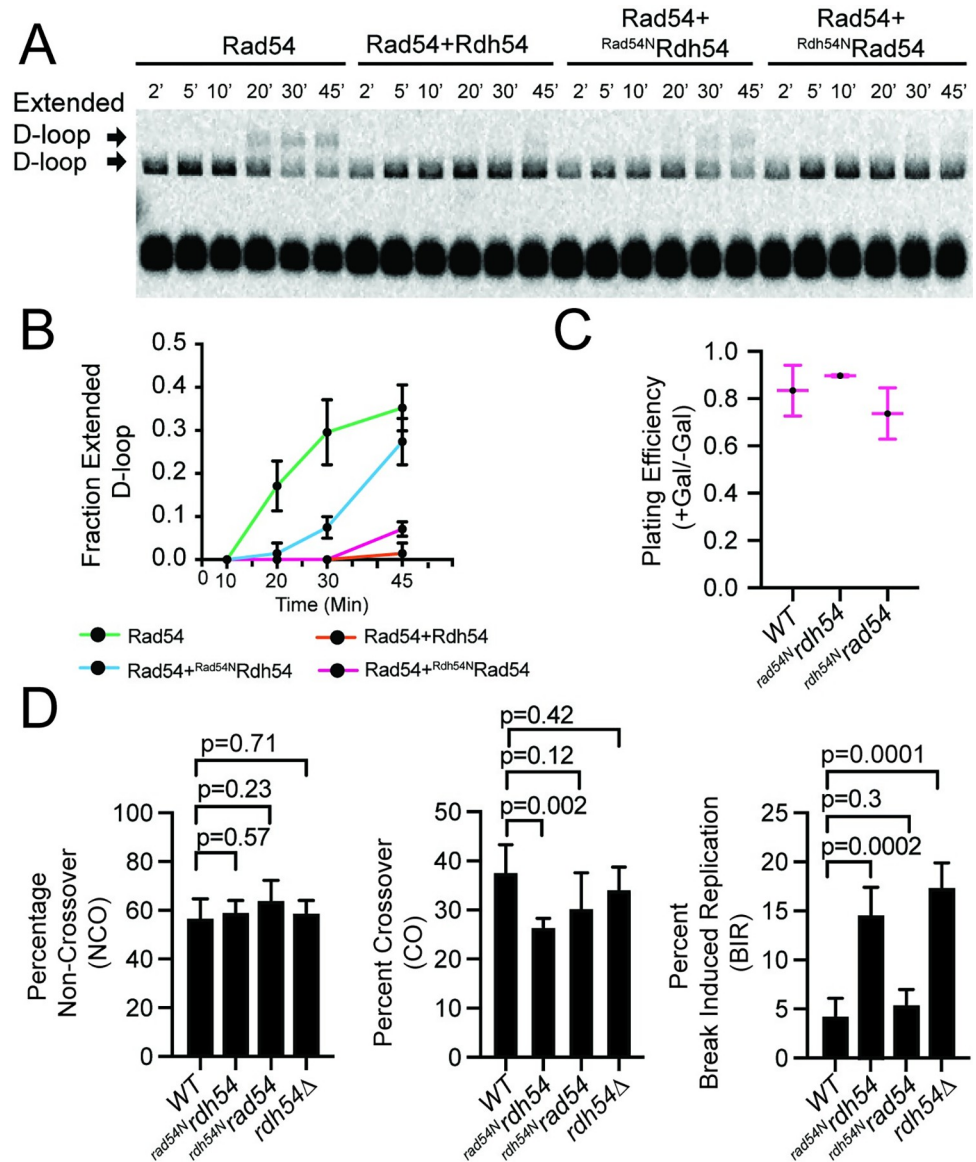 A
Rad54
Rad54+Rdh54
Rad54+
Rad54NRdh54
Rad54+
Rdh54NRad54
2' 5' 10' 20' 30' 45' 2' 5' 10' 20' 30' 45' 2' 5' 10' 20' 30' 45' 2' 5' 10' 20' 30' 45'
Extended
D-loop
D-loop
B
Fraction Extended
D-loop
0.5
0.4
0.3
0.2
0.1
0.0
0 10 20 30 45
Time (Min)
Rad54
Rad54+Rdh54
Rad54+Rad54NRdh54
Rad54+Rdh54NRad54
C
Plating Efficiency
(+Gal/-Gal)
1.0
0.8
0.6
0.4
0.2
0.0
WT
rad54Nrdh54
rdh54Nrad54
D
p=0.71
p=0.23
p=0.57
Percentage
Non-Crossover
(NCO)
100
80
60
40
20
0
WT
rad54Nrdh54
rdh54Nrad54
rdh54Δ
p=0.42
p=0.12
p=0.002
Percent Crossover
(CO)
50
40
30
20
10
0
WT
rad54Nrdh54
rdh54Nrad54
rdh54Δ
p=0.0001
p=0.3
p=0.0002
Percent
Break Induced Replication
(BIR)
25
20
15
10
5
0
WT
rad54Nrdh54
rdh54Nrad54
rdh54Δ